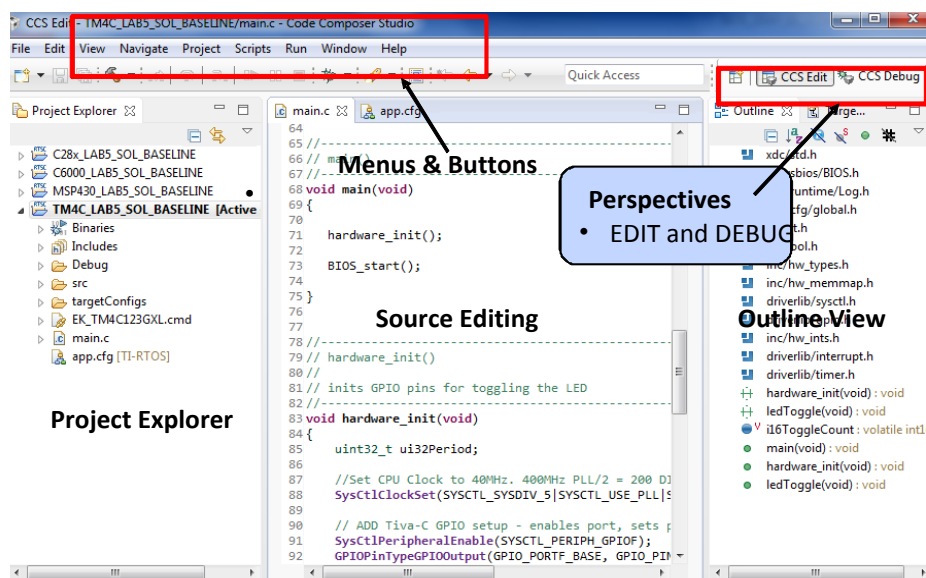 CCS Edit - TM4C_LAB5_SOL_BASELINE/main.c - Code Composer Studio
File Edit View Navigate Project Scripts Run Window Help
Quick Access
CCS Edit
CCS Debug
Project Explorer
C28x_LAB5_SOL_BASELINE
C6000_LAB5_SOL_BASELINE
MSP430_LAB5_SOL_BASELINE
TM4C_LAB5_SOL_BASELINE [Active
Binaries
Includes
Debug
src
targetConfigs
EK_TM4C123GXL.cmd
main.c
app.cfg [TI-RTOS]
Project Explorer
main.c
app.cfg
64
65 //---------------------------------------
66 // main()
67 //---------------------------------------
68 void main(void)
69 {
70
71 hardware_init();
72
73 BIOS_start();
74
75 }
76
77
78 //---------------------------------------
79 // hardware_init()
80 //
81 // inits GPIO pins for toggling the LED
82 //---------------------------------------
83 void hardware_init(void)
84 {
85 uint32_t ui32Period;
86
87 //Set CPU Clock to 40MHz. 400MHz PLL/2 = 200 DI
88 SysCtlClockSet(SYSCTL_SYSDIV_5|SYSCTL_USE_PLL|S
89
90 // ADD Tiva-C GPIO setup - enables port, sets p
91 SysCtlPeripheralEnable(SYSCTL_PERIPH_GPIOF);
92 GPIOPinTypeGPIOOutput(GPIO_PORTF_BASE, GPIO_PIN
Menus & Buttons
Source Editing
Perspectives
• EDIT and DEBUG
Outline
xdc/std.h
bios/BIOS.h
runtime/Log.h
cfg/global.h
inc/hw_types.h
inc/hw_memmap.h
driverlib/sysctl.h
inc/hw_ints.h
driverlib/interrupt.h
driverlib/timer.h
hardware_init(void) : void
ledToggle(void) : void
i16ToggleCount : volatile int1
main(void) : void
hardware_init(void) : void
ledToggle(void) : void
Outline View